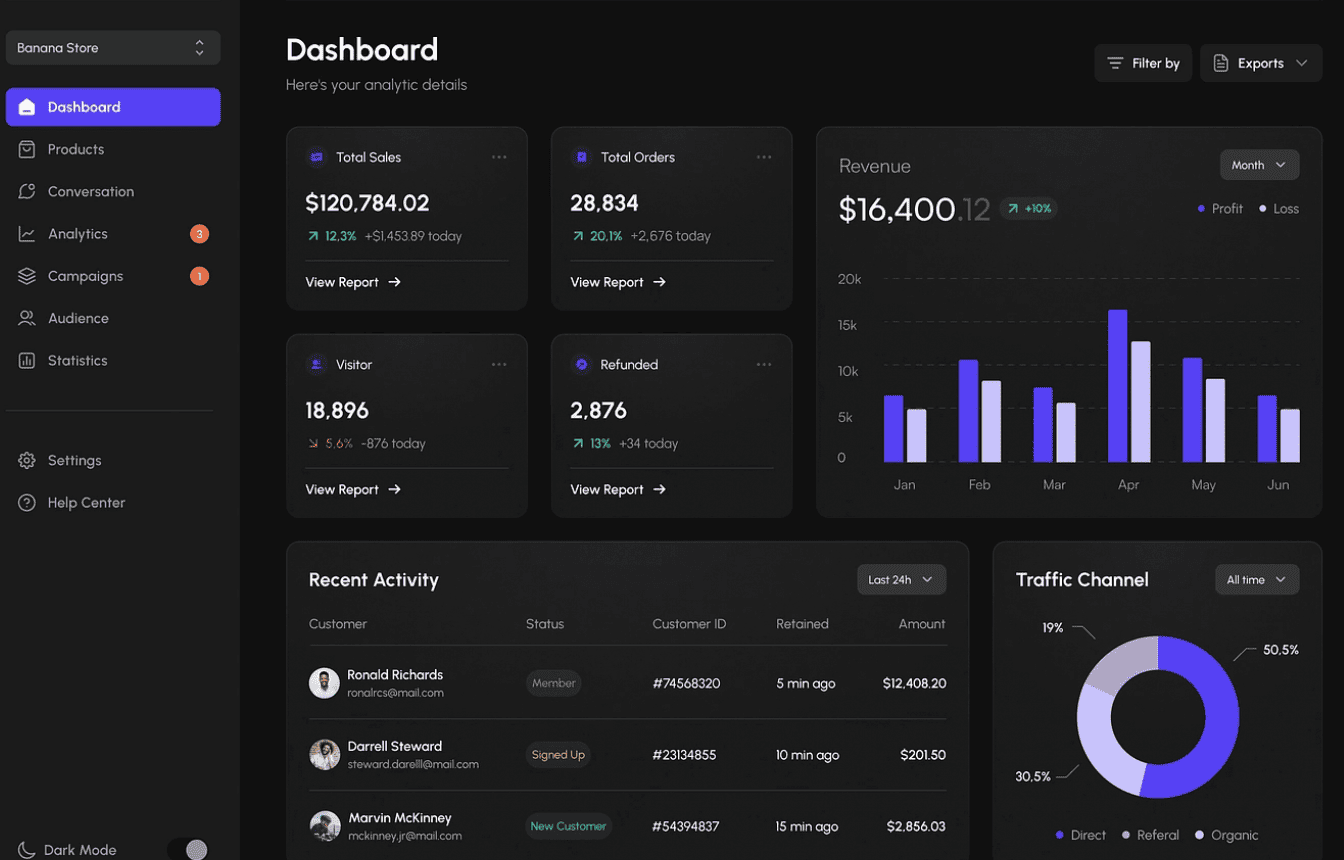 Banana Store
Dashboard
Products
Conversation
Analytics 3
Campaigns 1
Audience
Statistics
Settings
Help Center
Dark Mode
Dashboard
Here's your analytic details
Filter by
Exports
Total Sales
$120,784.02
12,3% +$1,453.89 today
View Report
Total Orders
28,834
20,1% +2,676 today
View Report
Visitor
18,896
5,6% -876 today
View Report
Refunded
2,876
13% +34 today
View Report
Revenue
Month
$16,400.12 +10%
Profit Loss
20k
15k
10k
5k
0
Jan Feb Mar Apr May Jun
Recent Activity
Last 24h
Customer Status Customer ID Retained Amount
Ronald Richards
ronalrcs@mail.com
Member #74568320 5 min ago $12,408.20
Darrell Steward
steward.darelll@mail.com
Signed Up #23134855 10 min ago $201.50
Marvin McKinney
mckinney.jr@mail.com
New Customer #54394837 15 min ago $2,856.03
Traffic Channel
All time
19%
50,5%
30,5%
Direct Referal Organic